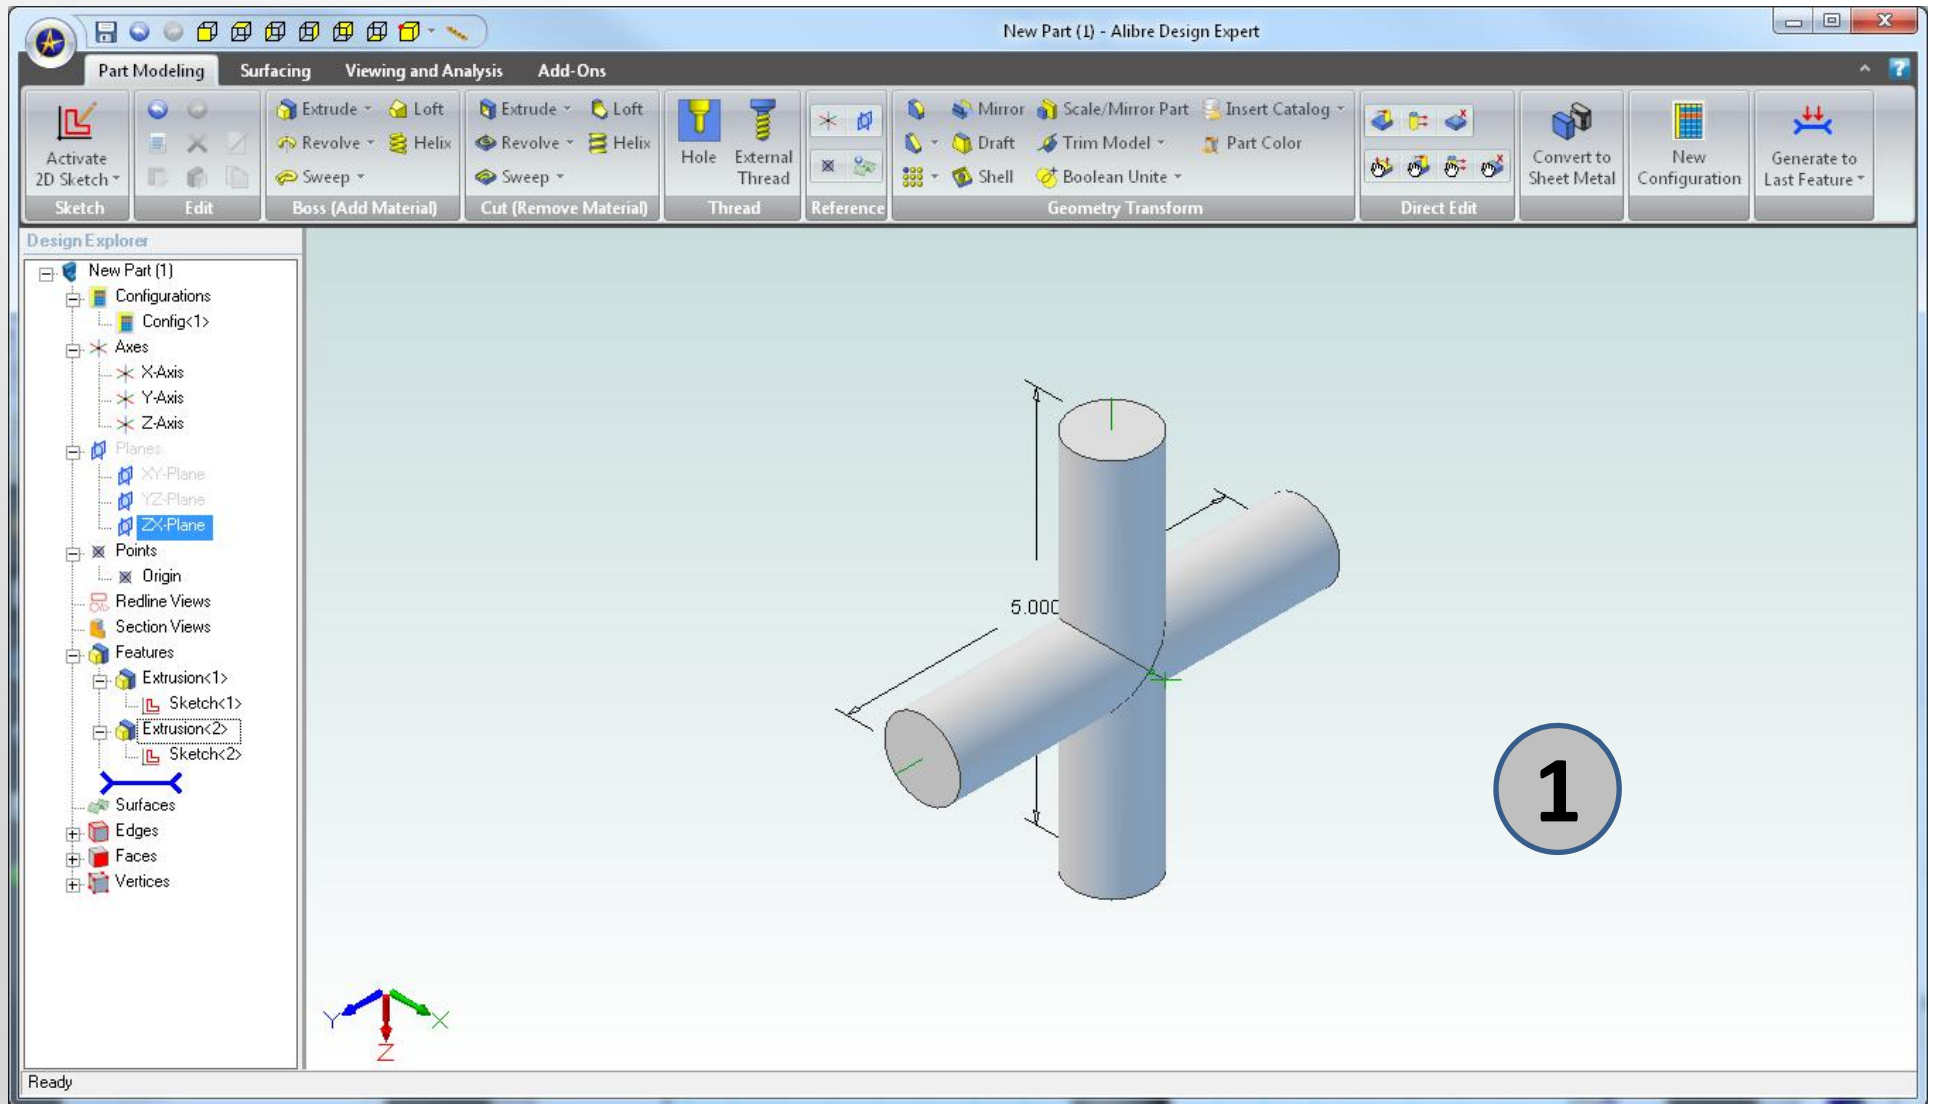 New Part (1) - Alibre Design Expert
Part Modeling Surfacing Viewing and Analysis Add-Ons
Activate
2D Sketch
Sketch
Edit
Extrude Loft
Revolve Helix
Sweep
Boss (Add Material)
Extrude Loft
Revolve Helix
Sweep
Cut (Remove Material)
Hole
External
Thread
Thread
Reference
Mirror Scale/Mirror Part Insert Catalog
Draft Trim Model Part Color
Shell Boolean Unite
Geometry Transform
Direct Edit
Convert to
Sheet Metal
New
Configuration
Generate to
Last Feature
Design Explorer
New Part (1)
Configurations
Config<1>
Axes
X-Axis
Y-Axis
Z-Axis
Planes
XY-Plane
YZ-Plane
ZX-Plane
Points
Origin
Redline Views
Section Views
Features
Extrusion<1>
Sketch<1>
Extrusion<2>
Sketch<2>
Surfaces
Edges
Faces
Vertices
5.000
1
Y
X
Z
Ready